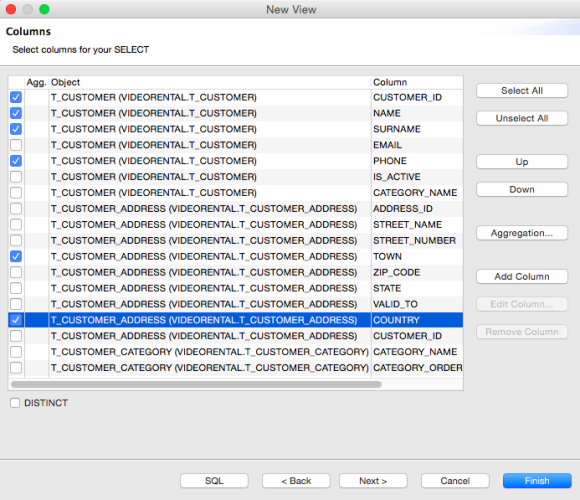 New View
Columns
Select columns for your SELECT
Agg. Object Column
T_CUSTOMER (VIDEORENTAL.T_CUSTOMER) CUSTOMER_ID
T_CUSTOMER (VIDEORENTAL.T_CUSTOMER) NAME
T_CUSTOMER (VIDEORENTAL.T_CUSTOMER) SURNAME
T_CUSTOMER (VIDEORENTAL.T_CUSTOMER) EMAIL
T_CUSTOMER (VIDEORENTAL.T_CUSTOMER) PHONE
T_CUSTOMER (VIDEORENTAL.T_CUSTOMER) IS_ACTIVE
T_CUSTOMER (VIDEORENTAL.T_CUSTOMER) CATEGORY_NAME
T_CUSTOMER_ADDRESS (VIDEORENTAL.T_CUSTOMER_ADDRESS) ADDRESS_ID
T_CUSTOMER_ADDRESS (VIDEORENTAL.T_CUSTOMER_ADDRESS) STREET_NAME
T_CUSTOMER_ADDRESS (VIDEORENTAL.T_CUSTOMER_ADDRESS) STREET_NUMBER
T_CUSTOMER_ADDRESS (VIDEORENTAL.T_CUSTOMER_ADDRESS) TOWN
T_CUSTOMER_ADDRESS (VIDEORENTAL.T_CUSTOMER_ADDRESS) ZIP_CODE
T_CUSTOMER_ADDRESS (VIDEORENTAL.T_CUSTOMER_ADDRESS) STATE
T_CUSTOMER_ADDRESS (VIDEORENTAL.T_CUSTOMER_ADDRESS) VALID_TO
T_CUSTOMER_ADDRESS (VIDEORENTAL.T_CUSTOMER_ADDRESS) COUNTRY
T_CUSTOMER_ADDRESS (VIDEORENTAL.T_CUSTOMER_ADDRESS) CUSTOMER_ID
T_CUSTOMER_CATEGORY (VIDEORENTAL.T_CUSTOMER_CATEGORY) CATEGORY_NAME
T_CUSTOMER_CATEGORY (VIDEORENTAL.T_CUSTOMER_CATEGORY) CATEGORY_ORDER
DISTINCT
Select All
Unselect All
Up
Down
Aggregation...
Add Column
Edit Column...
Remove Column
SQL < Back Next > Cancel Finish